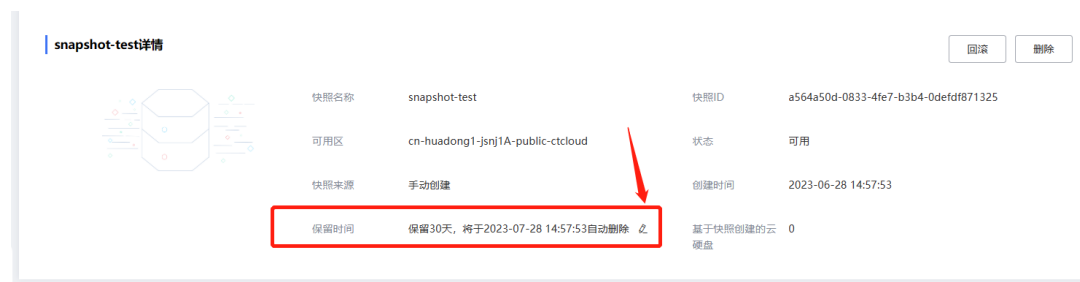 snapshot-test详情
回滚
删除
快照名称 snapshot-test 快照ID a564a50d-0833-4fe7-b3b4-0defdf871325
可用区 cn-huadong1-jsnj1A-public-ctcloud 状态 可用
快照来源 手动创建 创建时间 2023-06-28 14:57:53
保留时间 保留30天，将于2023-07-28 14:57:53自动删除 基于快照创建的云 0
硬盘